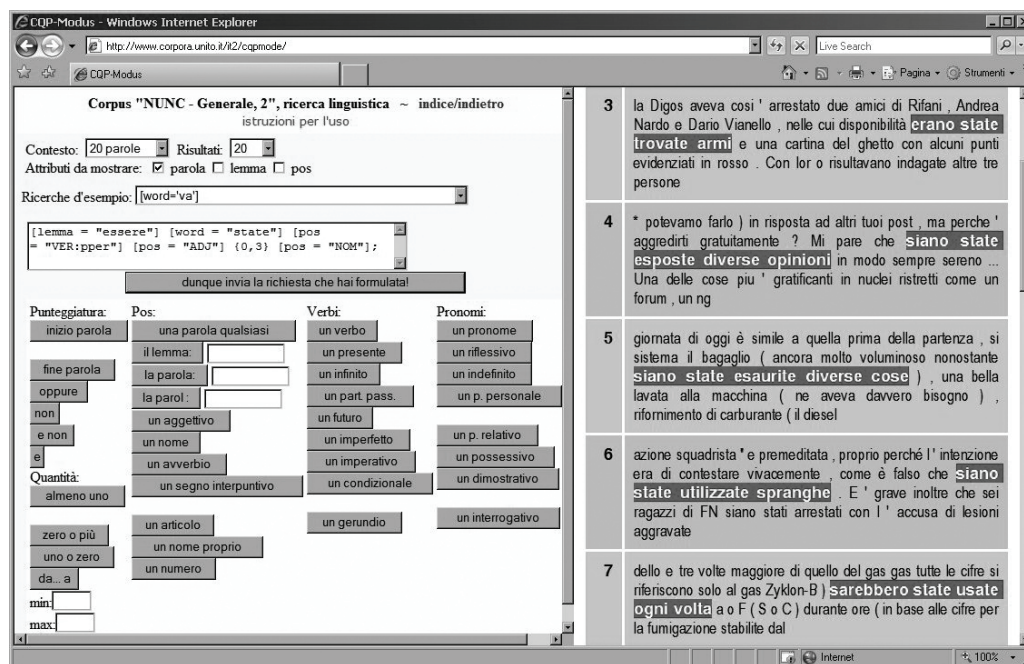 CQP-Modus - Windows Internet Explorer
http://www.corpora.unito.it/it2/cqpmode/
Live Search
CQP-Modus
Pagina
Strumenti
Corpus "NUNC - Generale, 2", ricerca linguistica ~ indice/indietro
istruzioni per l'uso
Contesto: 20 parole Risultati: 20
Attributi da mostrare: parola lemma pos
Ricerche d'esempio: [word='va']
[lemma = "essere"] [word = "state"] [pos
= "VER:pper"] [pos = "ADJ"] {0,3} [pos = "NOM"];
dunque invia la richiesta che hai formulata!
Punteggiatura:
inizio parola
fine parola
oppure
non
e non
e
Quantità:
almeno uno
zero o più
uno o zero
da... a
min:
max:
Pos:
una parola qualsiasi
il lemma:
la parola:
la parol :
un aggettivo
un nome
un avverbio
un segno interpuntivo
un articolo
un nome proprio
un numero
Verbi:
un verbo
un presente
un infinito
un part. pass.
un futuro
un imperfetto
un imperativo
un condizionale
un gerundio
Pronomi:
un pronome
un riflessivo
un indefinito
un p. personale
un p. relativo
un possessivo
un dimostrativo
un interrogativo
3 la Digos aveva cosi ' arrestato due amici di Rifani , Andrea
Nardo e Dario Vianello , nelle cui disponibilità erano state
trovate armi e una cartina del ghetto con alcuni punti
evidenziati in rosso . Con lor o risultavano indagate altre tre
persone
4 * potevamo farlo ) in risposta ad altri tuoi post , ma perche '
aggredirti gratuitamente ? Mi pare che siano state
esposte diverse opinioni in modo sempre sereno ...
Una delle cose piu ' gratificanti in nuclei ristretti come un
forum , un ng
5 giornata di oggi è simile a quella prima della partenza , si
sistema il bagaglio ( ancora molto voluminoso nonostante
siano state esaurite diverse cose ) , una bella
lavata alla macchina ( ne aveva davvero bisogno ) ,
rifornimento di carburante ( il diesel
6 azione squadrista ' e premeditata , proprio perché l ' intenzione
era di contestare vivacemente , come è falso che siano
state utilizzate spranghe . E ' grave inoltre che sei
ragazzi di FN siano stati arrestati con l ' accusa di lesioni
aggravate
7 dello e tre volte maggiore di quello del gas gas tutte le cifre si
riferiscono solo al gas Zyklon-B ) sarebbero state usate
ogni volta a o F ( S o C ) durante ore ( in base alle cifre per
la fumigazione stabilite dal
Internet
100%